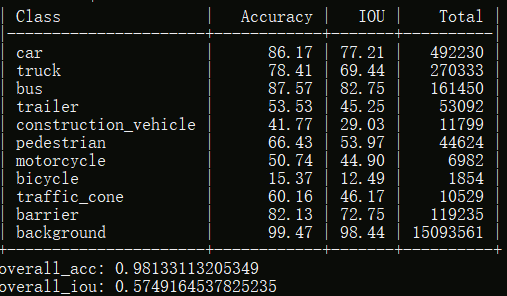 Class | Accuracy | IOU | Total
car | 86.17 | 77.21 | 492230
truck | 78.41 | 69.44 | 270333
bus | 87.57 | 82.75 | 161450
trailer | 53.53 | 45.25 | 53092
construction_vehicle | 41.77 | 29.03 | 11799
pedestrian | 66.43 | 53.97 | 44624
motorcycle | 50.74 | 44.90 | 6982
bicycle | 15.37 | 12.49 | 1854
traffic_cone | 60.16 | 46.17 | 10529
barrier | 82.13 | 72.75 | 119235
background | 99.47 | 98.44 | 15093561
overall_acc: 0.98133113205349
overall_iou: 0.5749164537825235